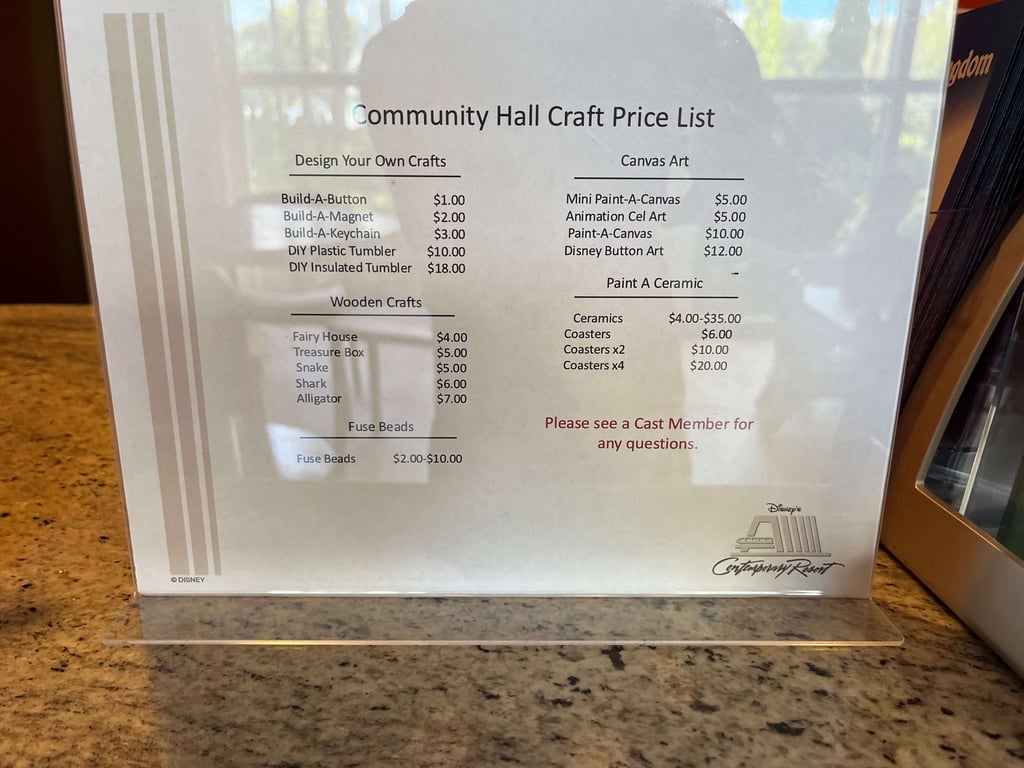 Community Hall Craft Price List
Design Your Own Crafts
Build-A-Button $1.00
Build-A-Magnet $2.00
Build-A-Keychain $3.00
DIY Plastic Tumbler $10.00
DIY Insulated Tumbler $18.00
Wooden Crafts
Fairy House $4.00
Treasure Box $5.00
Snake $5.00
Shark $6.00
Alligator $7.00
Fuse Beads
Fuse Beads $2.00-$10.00
Canvas Art
Mini Paint-A-Canvas $5.00
Animation Cel Art $5.00
Paint-A-Canvas $10.00
Disney Button Art $12.00
Paint A Ceramic
Ceramics $4.00-$35.00
Coasters $6.00
Coasters x2 $10.00
Coasters x4 $20.00
Please see a Cast Member for
any questions.
Disney's
Contemporary Resort
© DISNEY
gdom